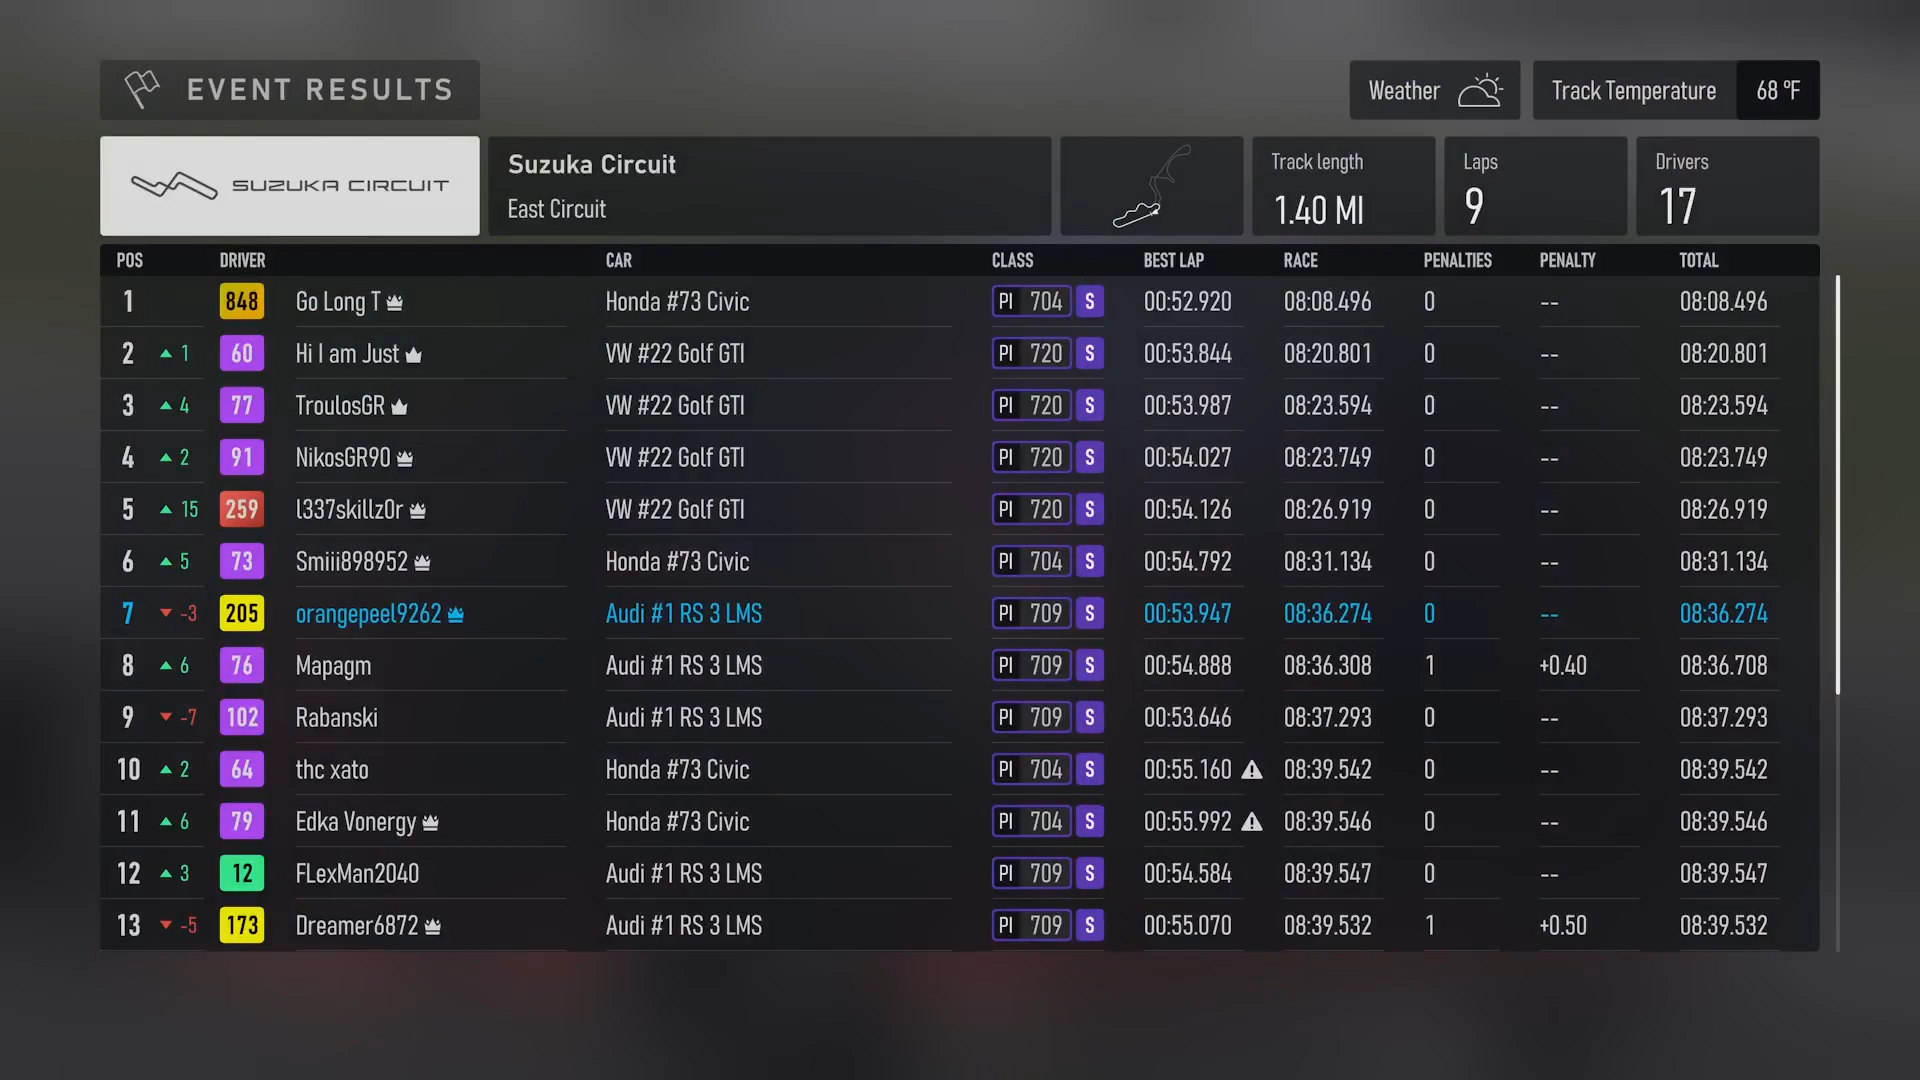 EVENT RESULTS
Weather
Track Temperature 68 °F
SUZUKA CIRCUIT
Suzuka Circuit
East Circuit
Track length
1.40 MI
Laps
9
Drivers
17
POS DRIVER CAR CLASS BEST LAP RACE PENALTIES PENALTY TOTAL
1 848 Go Long T Honda #73 Civic PI 704 S 00:52.920 08:08.496 0 -- 08:08.496
2 1 60 Hi I am Just VW #22 Golf GTI PI 720 S 00:53.844 08:20.801 0 -- 08:20.801
3 4 77 TroulosGR VW #22 Golf GTI PI 720 S 00:53.987 08:23.594 0 -- 08:23.594
4 2 91 NikosGR90 VW #22 Golf GTI PI 720 S 00:54.027 08:23.749 0 -- 08:23.749
5 15 259 l337skillz0r VW #22 Golf GTI PI 720 S 00:54.126 08:26.919 0 -- 08:26.919
6 5 73 Smiii898952 Honda #73 Civic PI 704 S 00:54.792 08:31.134 0 -- 08:31.134
7 -3 205 orangepeel9262 Audi #1 RS 3 LMS PI 709 S 00:53.947 08:36.274 0 -- 08:36.274
8 6 76 Mapagm Audi #1 RS 3 LMS PI 709 S 00:54.888 08:36.308 1 +0.40 08:36.708
9 -7 102 Rabanski Audi #1 RS 3 LMS PI 709 S 00:53.646 08:37.293 0 -- 08:37.293
10 2 64 thc xato Honda #73 Civic PI 704 S 00:55.160 08:39.542 0 -- 08:39.542
11 6 79 Edka Vonergy Honda #73 Civic PI 704 S 00:55.992 08:39.546 0 -- 08:39.546
12 3 12 FLexMan2040 Audi #1 RS 3 LMS PI 709 S 00:54.584 08:39.547 0 -- 08:39.547
13 -5 173 Dreamer6872 Audi #1 RS 3 LMS PI 709 S 00:55.070 08:39.532 1 +0.50 08:39.532